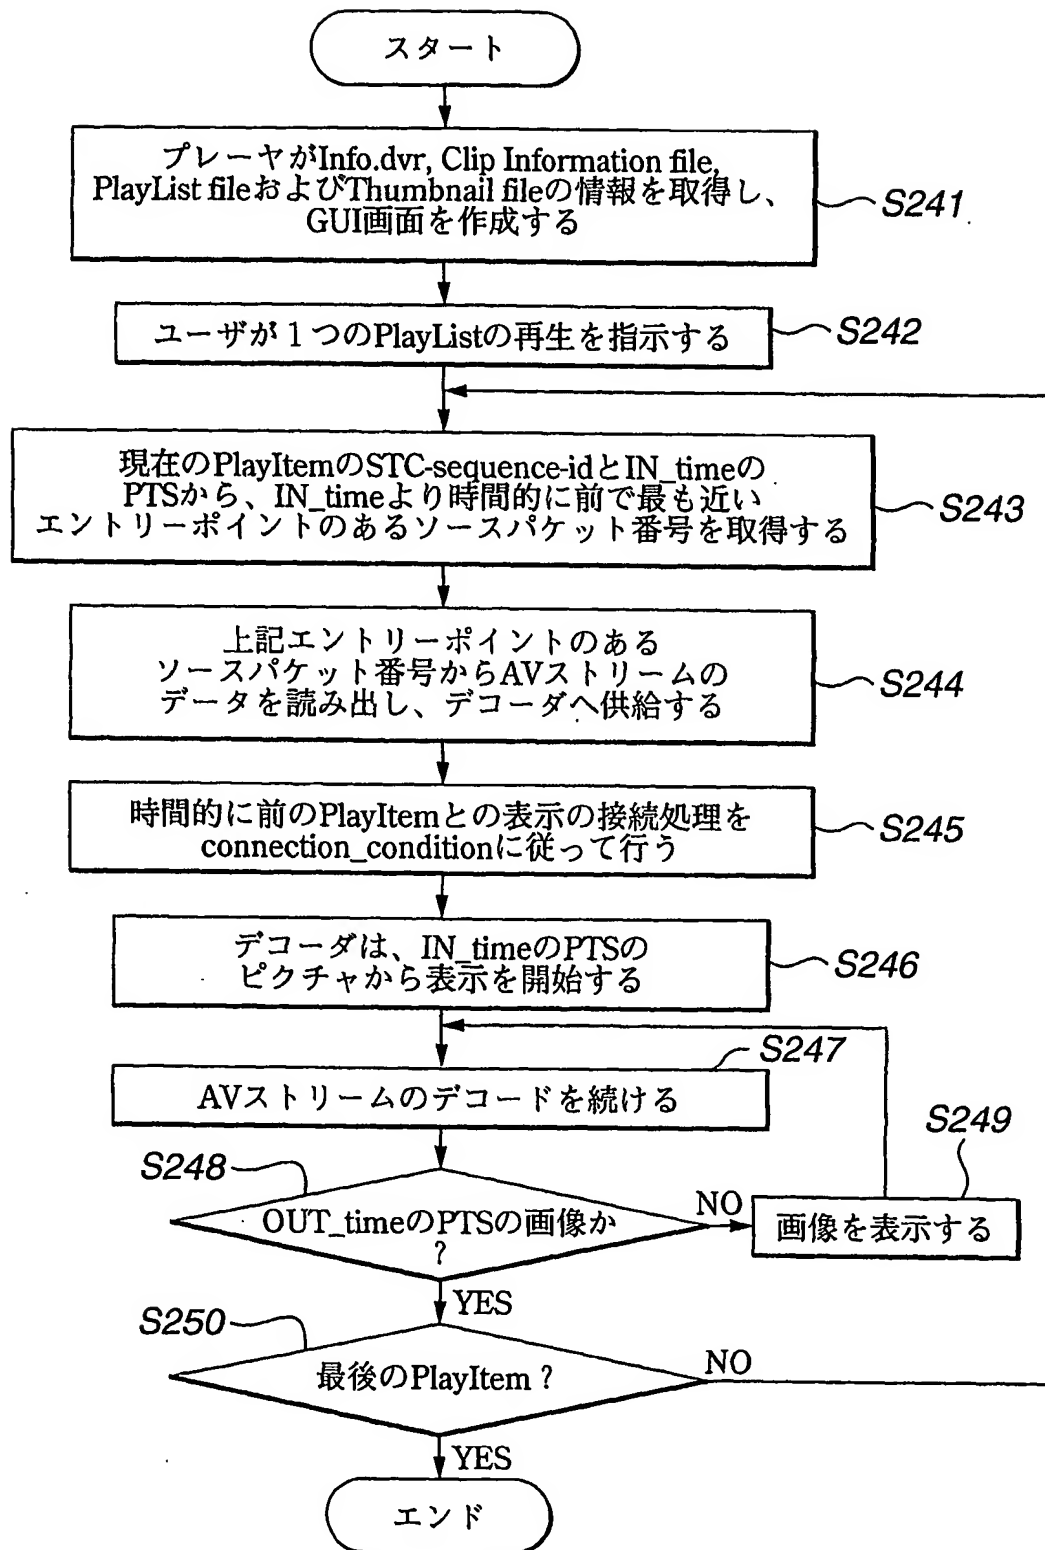 スタート
プレーヤがInfo.dvr, Clip Information file,
PlayList fileおよびThumbnail fileの情報を取得し、
GUI画面を作成する
S241
ユーザが1つのPlayListの再生を指示する
S242
現在のPlayItemのSTC-sequence-idとIN_timeの
PTSから、IN_timeより時間的に前で最も近い
エントリーポイントのあるソースパケット番号を取得する
S243
上記エントリーポイントのある
ソースパケット番号からAVストリームの
データを読み出し、デコーダへ供給する
S244
時間的に前のPlayItemとの表示の接続処理を
connection_conditionに従って行う
S245
デコーダは、IN_timeのPTSの
ピクチャから表示を開始する
S246
S247
AVストリームのデコードを続ける
S249
S248
OUT_timeのPTSの画像か
?
NO
画像を表示する
YES
S250
最後のPlayItem?
NO
YES
エンド